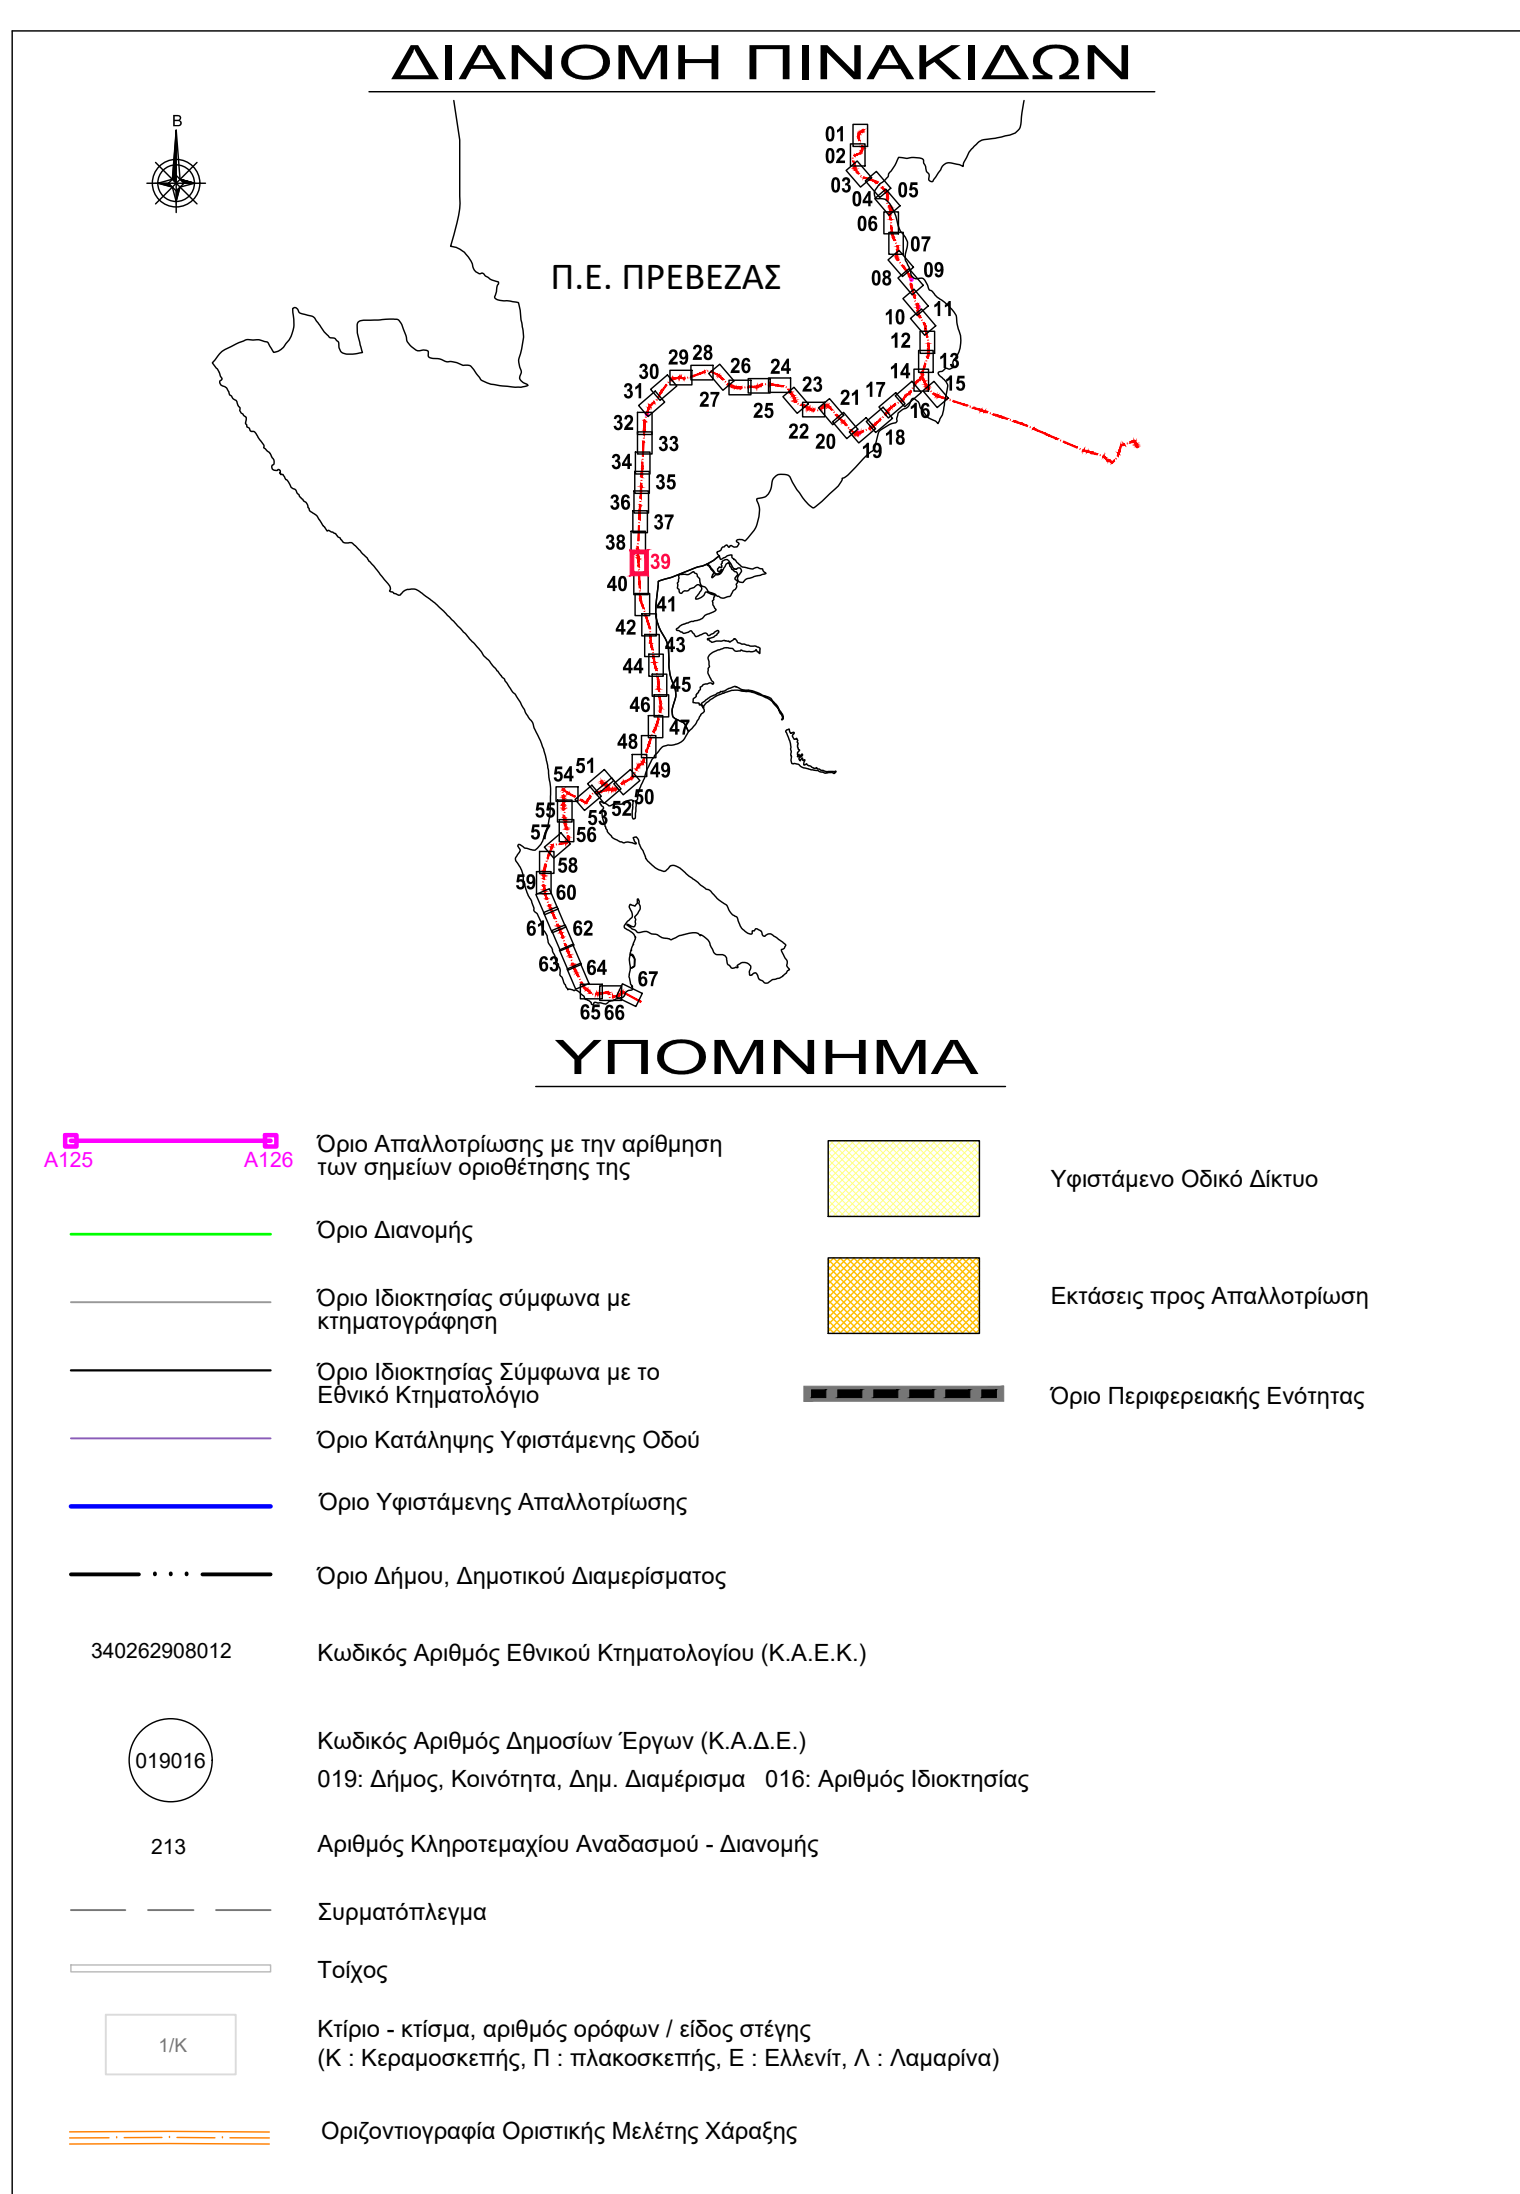 ΔΙΑΝΟΜΗ ΠΙΝΑΚΙΔΩΝ
Β
Π.Ε. ΠΡΕΒΕΖΑΣ
01
02
03
04
05
06
07
08
09
10
11
12
13
14
15
16
17
18
19
20
21
22
23
24
25
26
27
28
29
30
31
32
33
34
35
36
37
38
39
40
41
42
43
44
45
46
47
48
49
50
51
52
53
54
55
56
57
58
59
60
61
62
63
64
65
66
67
ΥΠΟΜΝΗΜΑ
A125 A126
Όριο Απαλλοτρίωσης με την αρίθμηση
των σημείων οριοθέτησης της
Όριο Διανομής
Όριο Ιδιοκτησίας σύμφωνα με
κτηματογράφηση
Όριο Ιδιοκτησίας Σύμφωνα με το
Εθνικό Κτηματολόγιο
Όριο Κατάληψης Υφιστάμενης Οδού
Όριο Υφιστάμενης Απαλλοτρίωσης
Όριο Δήμου, Δημοτικού Διαμερίσματος
340262908012 Κωδικός Αριθμός Εθνικού Κτηματολογίου (Κ.Α.Ε.Κ.)
019016
Κωδικός Αριθμός Δημοσίων Έργων (Κ.Α.Δ.Ε.)
019: Δήμος, Κοινότητα, Δημ. Διαμέρισμα 016: Αριθμός Ιδιοκτησίας
213 Αριθμός Κληροτεμαχίου Αναδασμού - Διανομής
Συρματόπλεγμα
Τοίχος
1/Κ
Κτίριο - κτίσμα, αριθμός ορόφων / είδος στέγης
(Κ : Κεραμοσκεπής, Π : πλακοσκεπής, Ε : Ελλενίτ, Λ : Λαμαρίνα)
Οριζοντιογραφία Οριστικής Μελέτης Χάραξης
Υφιστάμενο Οδικό Δίκτυο
Εκτάσεις προς Απαλλοτρίωση
Όριο Περιφερειακής Ενότητας